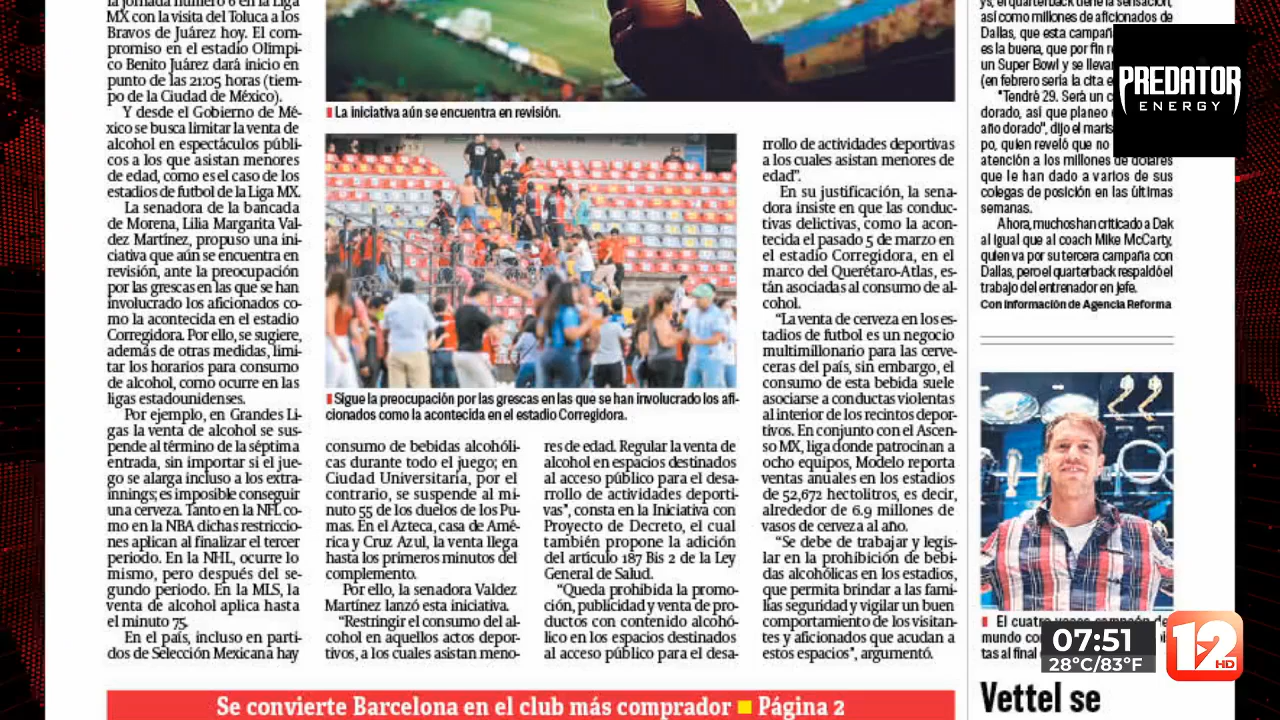 la jornada número 6 en la Liga
MX con la visita del Toluca a los
Bravos de Juárez hoy. El com-
promiso en el estadio Olímpi-
co Benito Juárez dará inicio en
punto de las 21:05 horas (tiem-
po de la Ciudad de México).
Y desde el Gobierno de Mé-
xico se busca limitar la venta de
alcohol en espectáculos públi-
cos a los que asistan menores
de edad, como es el caso de los
estadios de futbol de la Liga MX.
La senadora de la bancada
de Morena, Lilia Margarita Val-
dez Martínez, propuso una ini-
ciativa que aún se encuentra en
revisión, ante la preocupación
por las grescas en las que se han
involucrado los aficionados co-
mo la acontecida en el estadio
Corregidora. Por ello, se sugiere,
además de otras medidas, limi-
tar los horarios para consumo
de alcohol, como ocurre en las
ligas estadounidenses.
Por ejemplo, en Grandes Li-
gas la venta de alcohol se sus-
pende al término de la séptima
entrada, sin importar si el jue-
go se alarga incluso a los extra-
innings; es imposible conseguir
una cerveza. Tanto en la NFL co-
mo en la NBA dichas restriccio-
nes aplican al finalizar el tercer
periodo. En la NHL, ocurre lo
mismo, pero después del se-
gundo periodo. En la MLS, la
venta de alcohol aplica hasta
el minuto 75.
En el país, incluso en parti-
dos de Selección Mexicana hay
La iniciativa aún se encuentra en revisión.
Sigue la preocupación por las grescas en las que se han involucrado los afi-
cionados como la acontecida en el estadio Corregidora.
consumo de bebidas alcohóli-
cas durante todo el juego; en
Ciudad Universitaria, por el
contrario, se suspende al mi-
nuto 55 de los duelos de los Pu-
mas. En el Azteca, casa de Amé-
rica y Cruz Azul, la venta llega
hasta los primeros minutos del
complemento.
Por ello, la senadora Valdez
Martínez lanzó esta iniciativa.
"Restringir el consumo del al-
cohol en aquellos actos depor-
tivos, a los cuales asistan meno-
res de edad. Regular la venta de
alcohol en espacios destinados
al acceso público para el desa-
rrollo de actividades deporti-
vas", consta en la Iniciativa con
Proyecto de Decreto, el cual
también propone la adición
del artículo 187 Bis 2 de la Ley
General de Salud.
"Queda prohibida la promo-
ción, publicidad y venta de pro-
ductos con contenido alcohó-
lico en los espacios destinados
al acceso público para el desa-
rrollo de actividades deportivas
a los cuales asistan menores de
edad".
En su justificación, la sena-
dora insiste en que las conduc-
tivas delictivas, como la acon-
tecida el pasado 5 de marzo en
el estadio Corregidora, en el
marco del Querétaro-Atlas, es-
tán asociadas al consumo de al-
cohol.
"La venta de cerveza en los es-
tadios de futbol es un negocio
multimillonario para las cerve-
ceras del país, sin embargo, el
consumo de esta bebida suele
asociarse a conductas violentas
al interior de los recintos depor-
tivos. En conjunto con el Ascen-
so MX, liga donde patrocinan a
ocho equipos, Modelo reporta
ventas anuales en los estadios
de 52,672 hectolitros, es decir,
alrededor de 6.9 millones de
vasos de cerveza al año.
"Se debe de trabajar y legis-
lar en la prohibición de bebi-
das alcohólicas en los estadios,
que permita brindar a las fami-
lias seguridad y vigilar un buen
comportamiento de los visitan-
tes y aficionados que acudan a
estos espacios", argumentó.
ys, el quarterback tiene la sensación,
así como millones de aficionados de
Dallas, que esta campaña
es la buena, que por fin
un Super Bowl y se
(en febrero sería la cita
"Tendré 29. Será un
dorado, así que planeo
año dorado", dijo el
po, quien reveló que no
atención a los millones de dólares
que le han dado a varios de sus
colegas de posición en las últimas
semanas.
Ahora, muchos han criticado a Dak
al igual que al coach Mike McCarty,
quien va por su tercera campaña con
Dallas, pero el quarterback respaldó el
trabajo del entrenador en jefe.
Con información de Agencia Reforma
PREDATOR
ENERGY
El cuatro veces campeón de
mundo
tas al final
07:51
28°C/83°F
12
HD
Vettel se
Se convierte Barcelona en el club más comprador Página 2